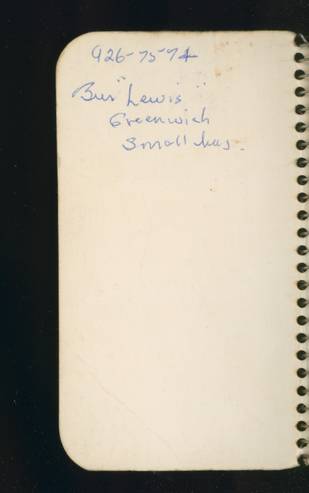 926-75-74
Bus "Lewis"
Greenwich
Small bus.